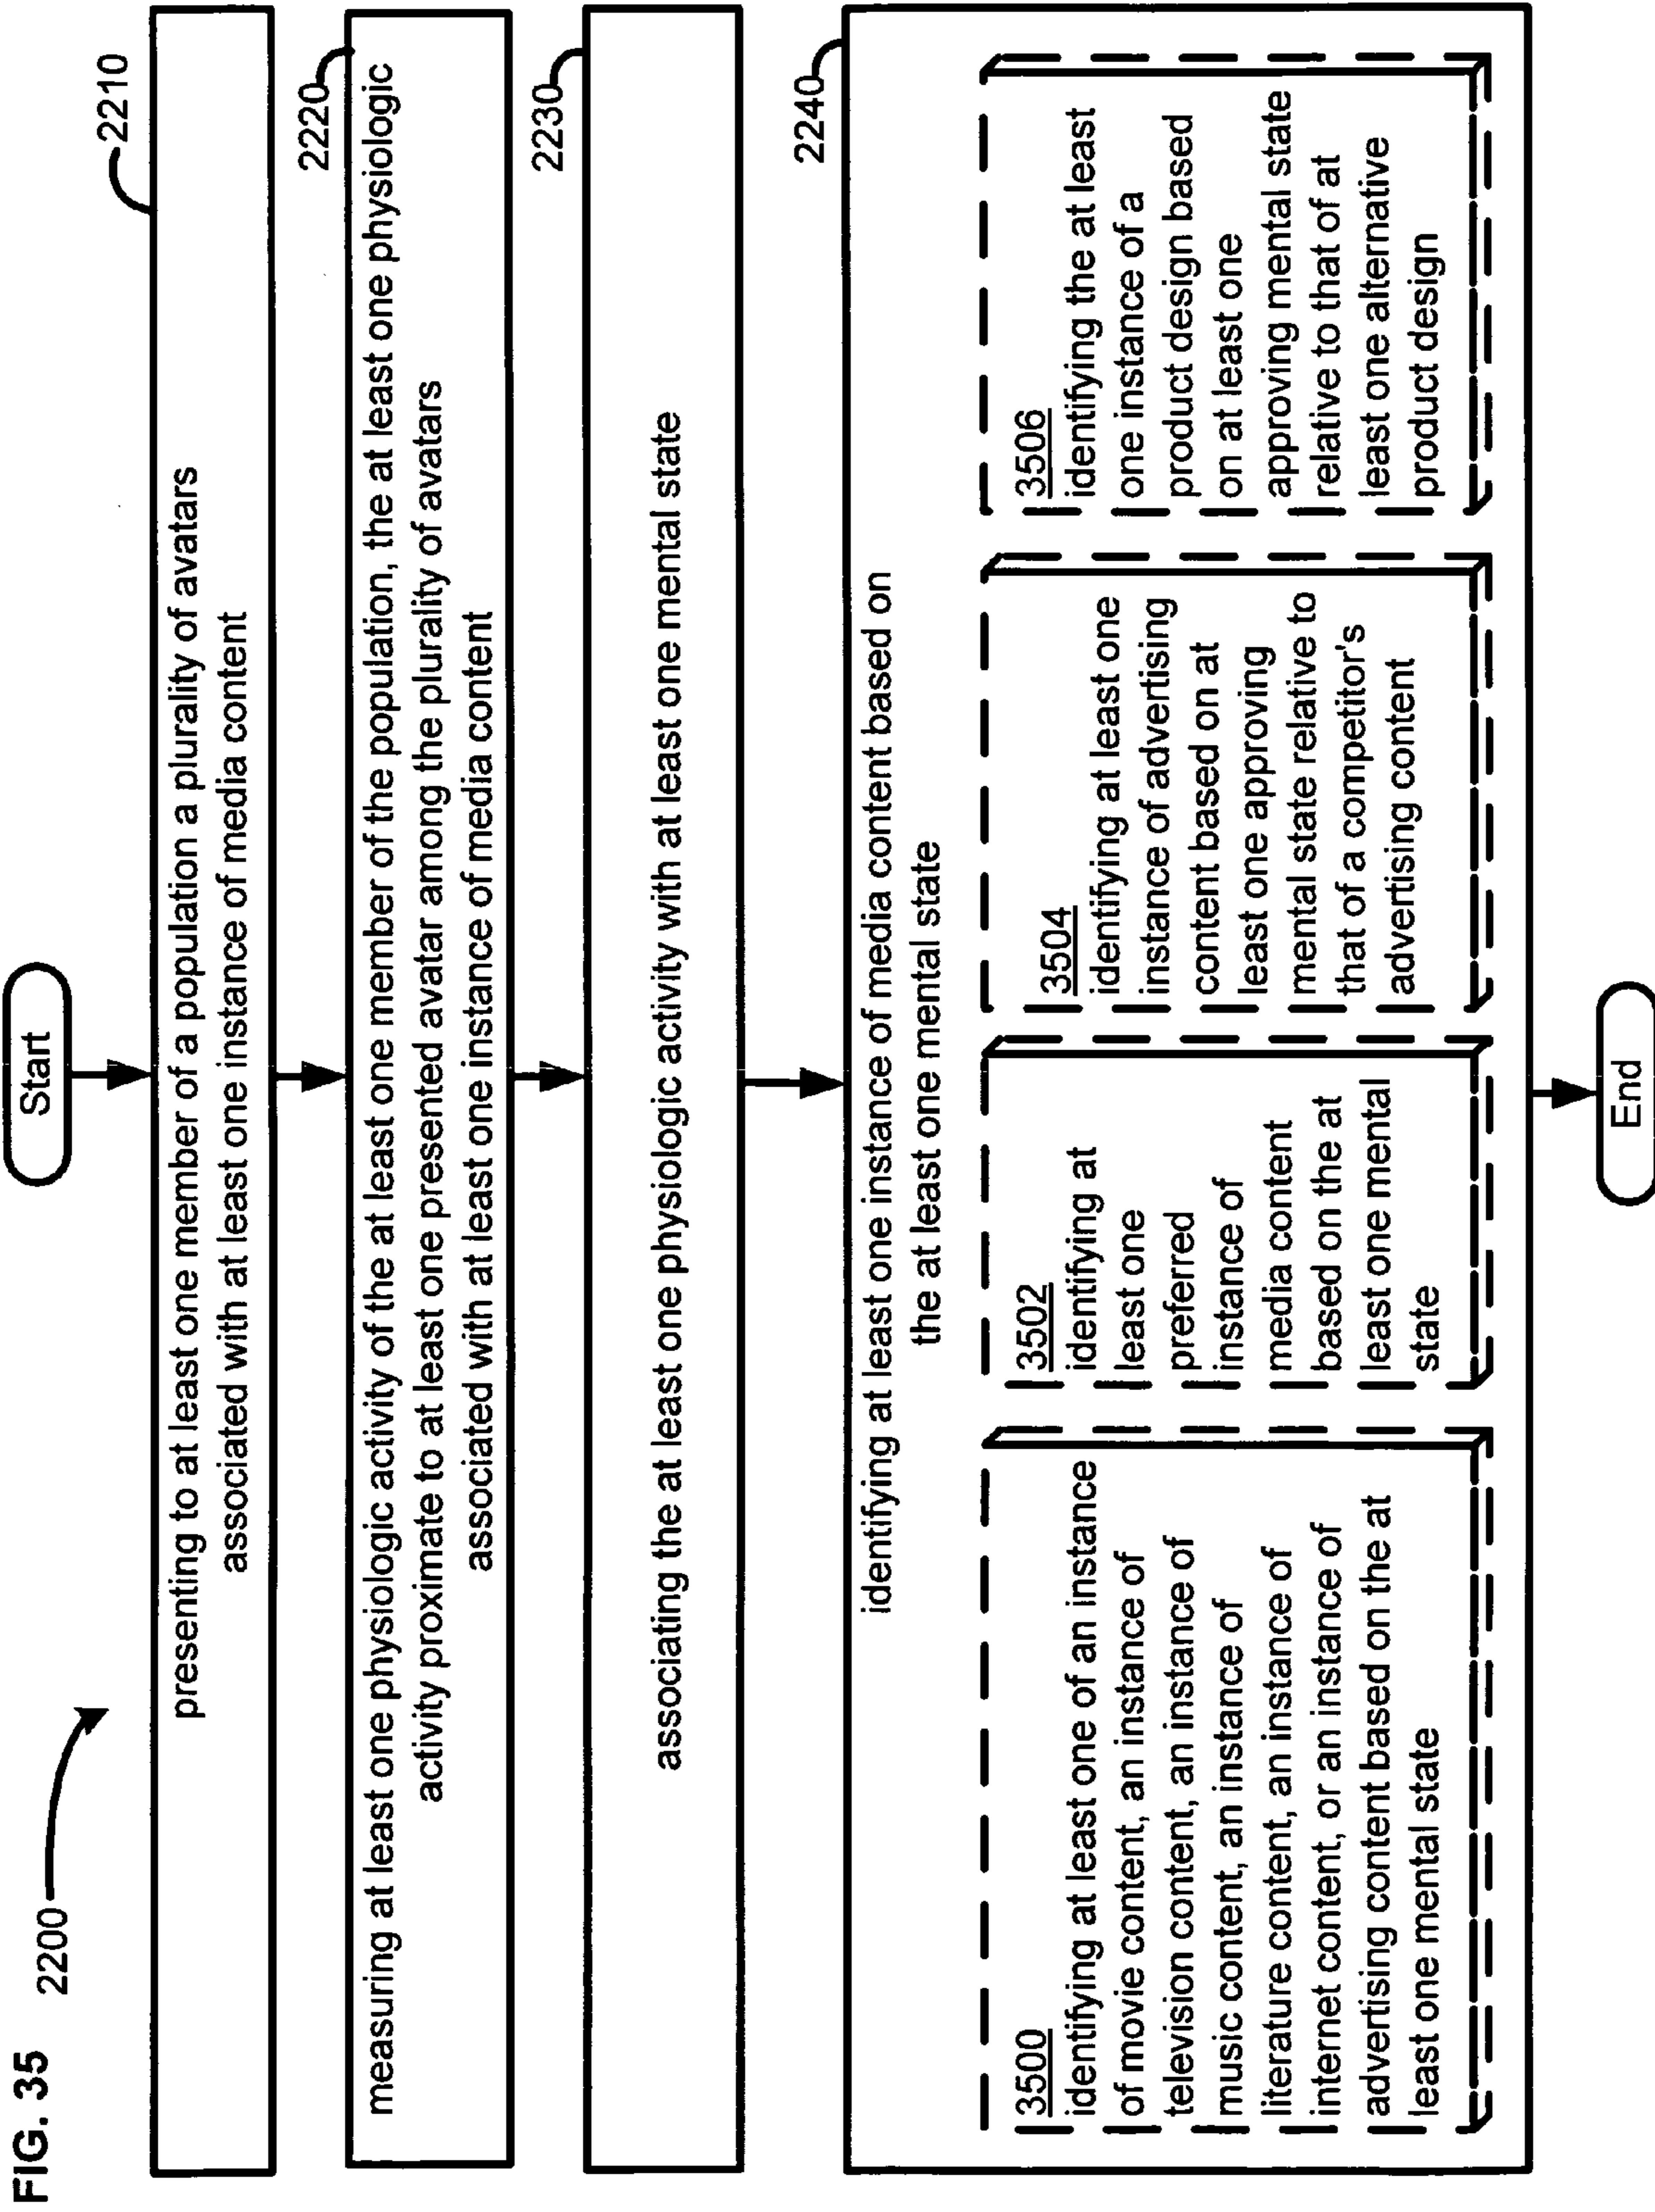 FIG. 35
2200
Start
2210
presenting to at least one member of a population a plurality of avatars
associated with at least one instance of media content
2220
measuring at least one physiologic activity of the at least one member of the population, the at least one physiologic
activity proximate to at least one presented avatar among the plurality of avatars
associated with at least one instance of media content
2230
associating the at least one physiologic activity with at least one mental state
2240
identifying at least one instance of media content based on
the at least one mental state
3500
identifying at least one of an instance
of movie content, an instance of
television content, an instance of
music content, an instance of
literature content, an instance of
internet content, or an instance of
advertising content based on the at
least one mental state
3502
identifying at
least one
preferred
instance of
media content
based on the at
least one mental
state
3504
identifying at least one
instance of advertising
content based on at
least one approving
mental state relative to
that of a competitor's
advertising content
3506
identifying the at least
one instance of a
product design based
on at least one
approving mental state
relative to that of at
least one alternative
product design
End